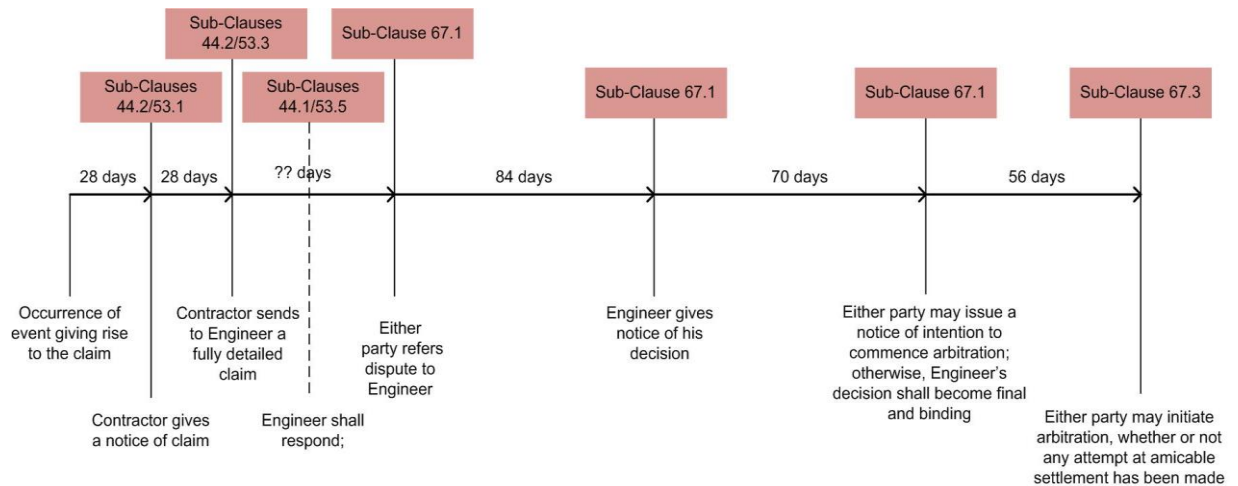 Sub-Clauses
44.2/53.3
Sub-Clause 67.1
Sub-Clauses
44.2/53.1
Sub-Clauses
44.1/53.5
Sub-Clause 67.1
Sub-Clause 67.1
Sub-Clause 67.3
28 days
28 days
?? days
84 days
70 days
56 days
Occurrence of
event giving rise
to the claim
Contractor gives
a notice of claim
Contractor sends
to Engineer a
fully detailed
claim
Engineer shall
respond;
Either
party refers
dispute to
Engineer
Engineer gives
notice of his
decision
Either party may issue a
notice of intention to
commence arbitration;
otherwise, Engineer's
decision shall become final
and binding
Either party may initiate
arbitration, whether or not
any attempt at amicable
settlement has been made